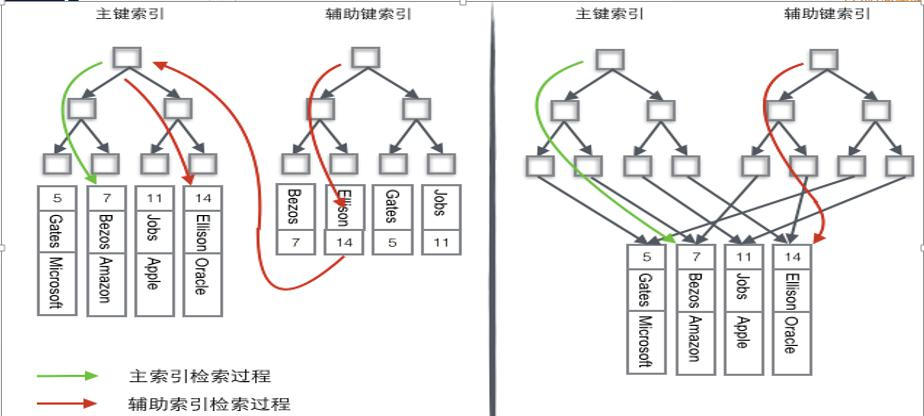 主键索引
辅助键索引
5
Gates
Microsoft
7
Bezos
Amazon
11
Jobs
Apple
14
Ellison
Oracle
Bezos
7
Ellison
14
Gates
5
Jobs
11
主索引检索过程
辅助索引检索过程
主键索引
辅助键索引
5
Gates
Microsoft
7
Bezos
Amazon
11
Jobs
Apple
14
Ellison
Oracle